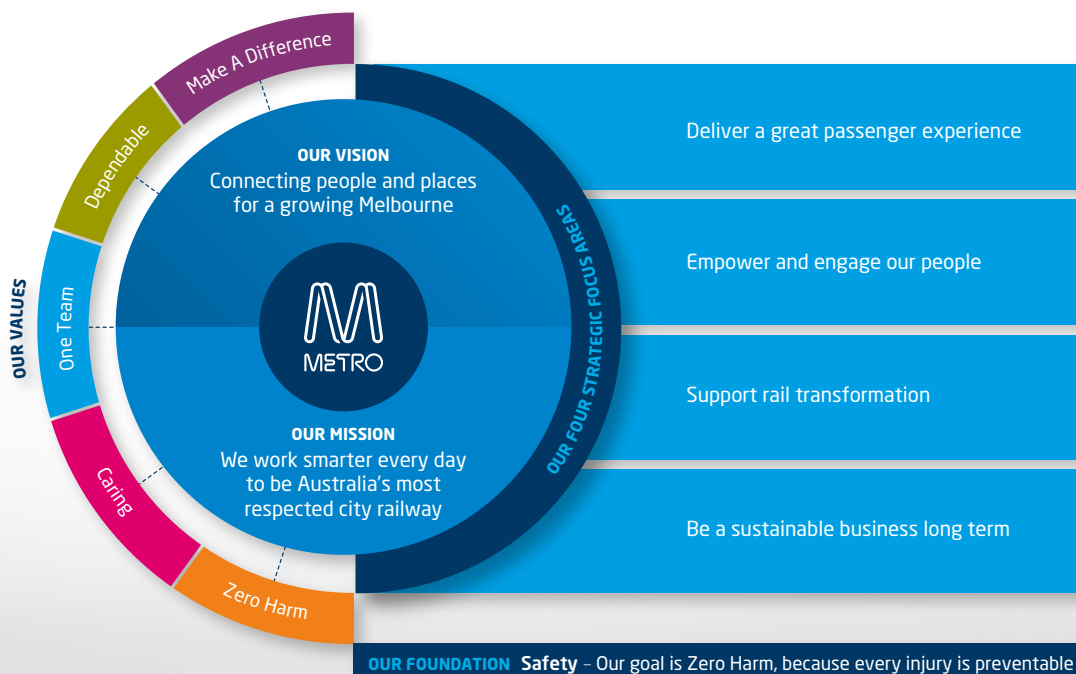 OUR VALUES
Make A Difference
Dependable
One Team
Caring
Zero Harm
OUR VISION
Connecting people and places
for a growing Melbourne
METRO
OUR MISSION
We work smarter every day
to be Australia's most
respected city railway
OUR FOUR STRATEGIC FOCUS AREAS
Deliver a great passenger experience
Empower and engage our people
Support rail transformation
Be a sustainable business long term
OUR FOUNDATION Safety – Our goal is Zero Harm, because every injury is preventable